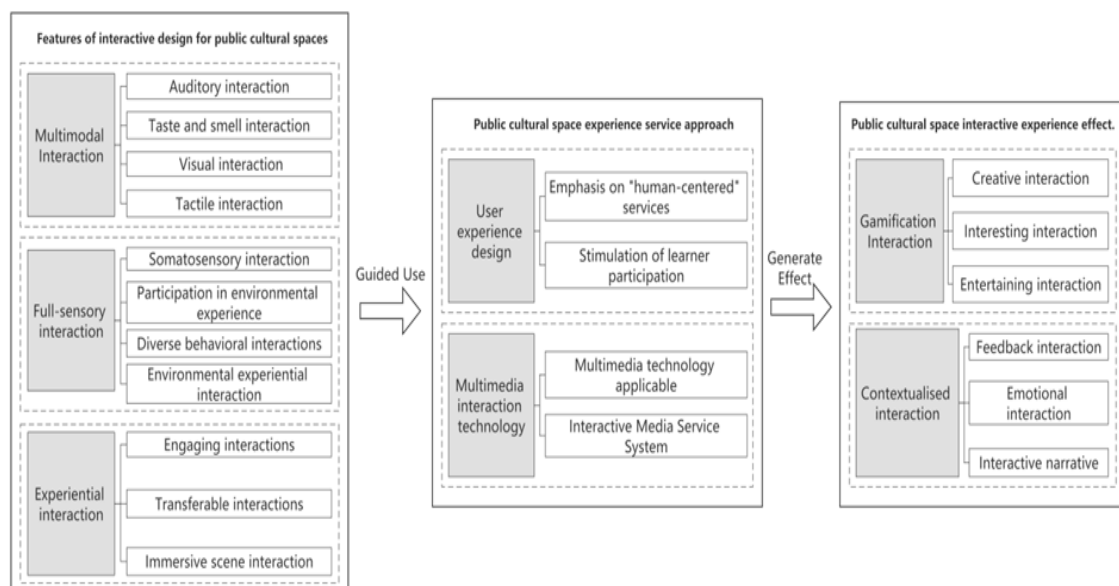 Features of interactive design for public cultural spaces
Multimodal
Interaction
Auditory interaction
Taste and smell interaction
Visual interaction
Tactile interaction
Full-sensory
interaction
Somatosensory interaction
Participation in environmental
experience
Diverse behavioral interactions
Environmental experiential
interaction
Experiential
interaction
Engaging interactions
Transferable interactions
Immersive scene interaction
Guided Use
Public cultural space experience service approach
User
experience
design
Emphasis on "human-centered"
services
Stimulation of learner
participation
Multimedia
interaction
technology
Multimedia technology
applicable
Interactive Media Service
System
Generate
Effect
Public cultural space interactive experience effect.
Gamification
Interaction
Creative interaction
Interesting interaction
Entertaining interaction
Contextualised
interaction
Feedback interaction
Emotional
interaction
Interactive narrative